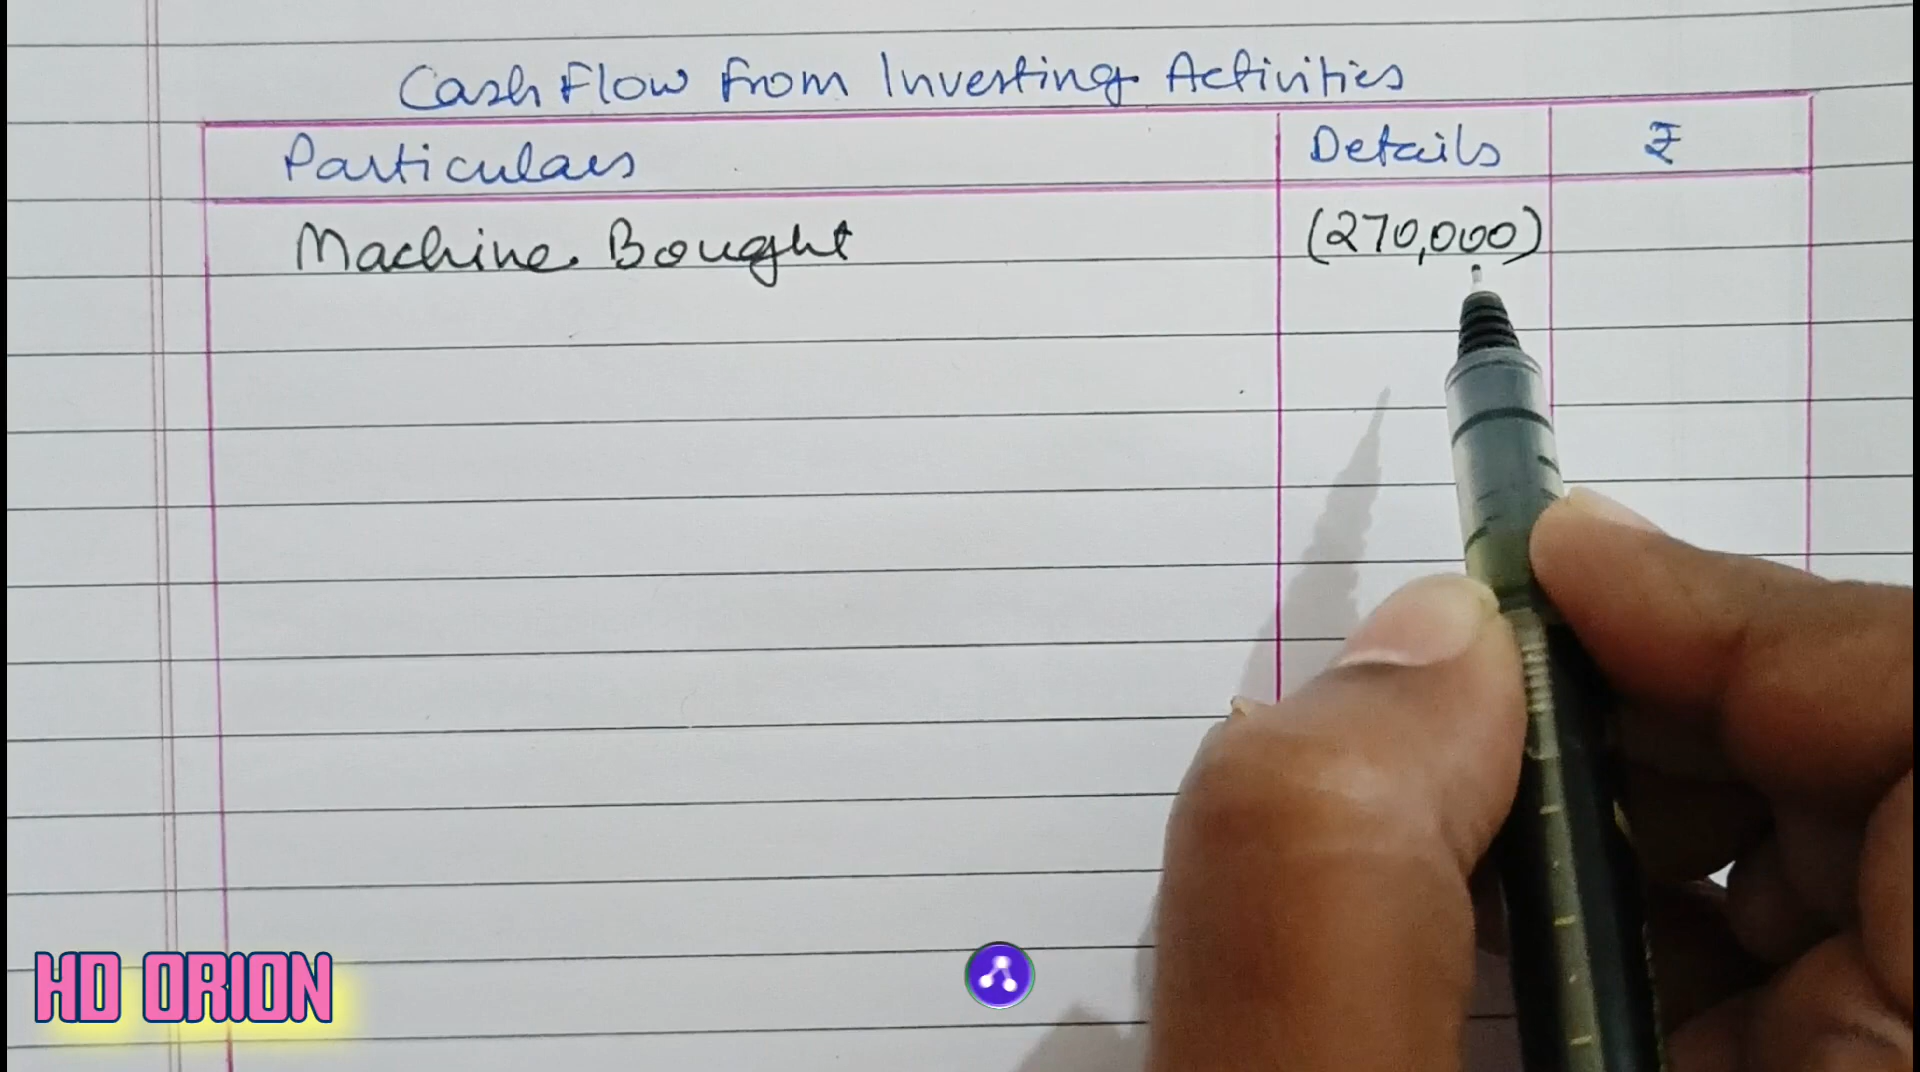 Cash Flow From Investing Activities
Particulars Details ₹
Machine Bought (270,000)
HD ORION